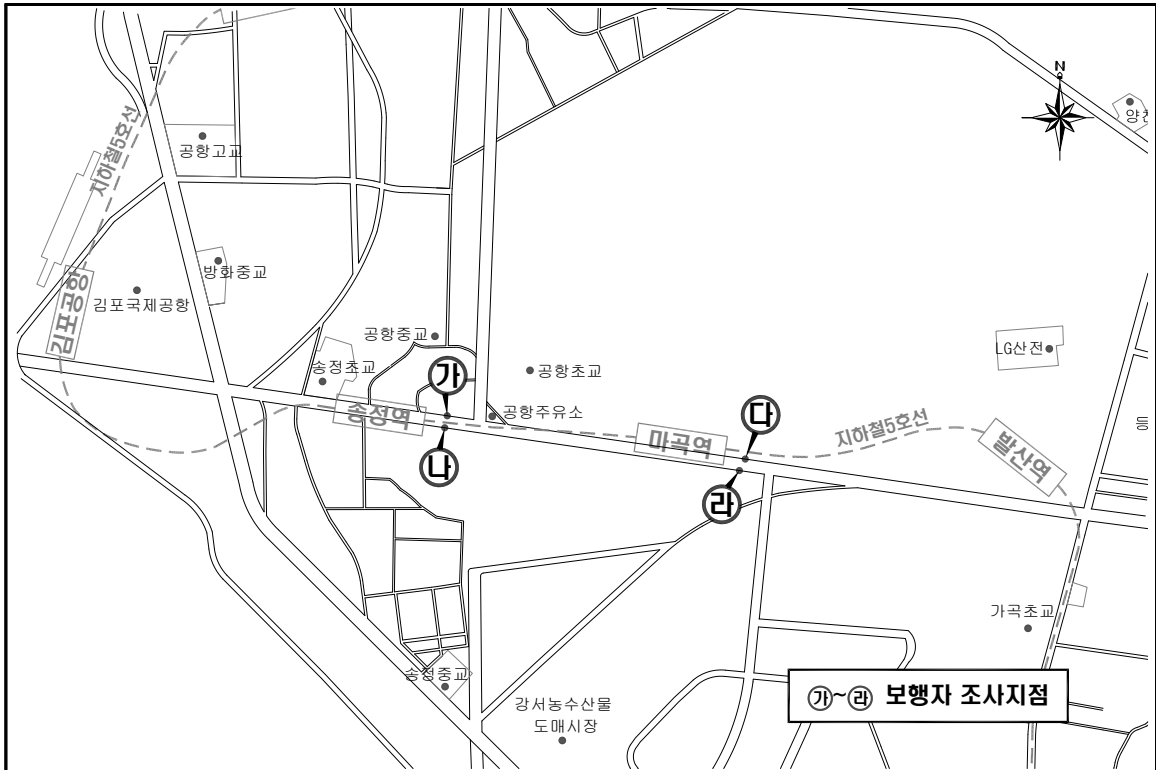 N
양천
지하철5호선
공항고교
방화중교
김포국제공항
김포공항
공항중교
LG산전
송정초교
가
공항초교
송정역
공항주유소
다
마곡역
지하철5호선
발산역
나
라
가곡초교
송정중교
강서농수산물
도매시장
㉮~㉱ 보행자 조사지점